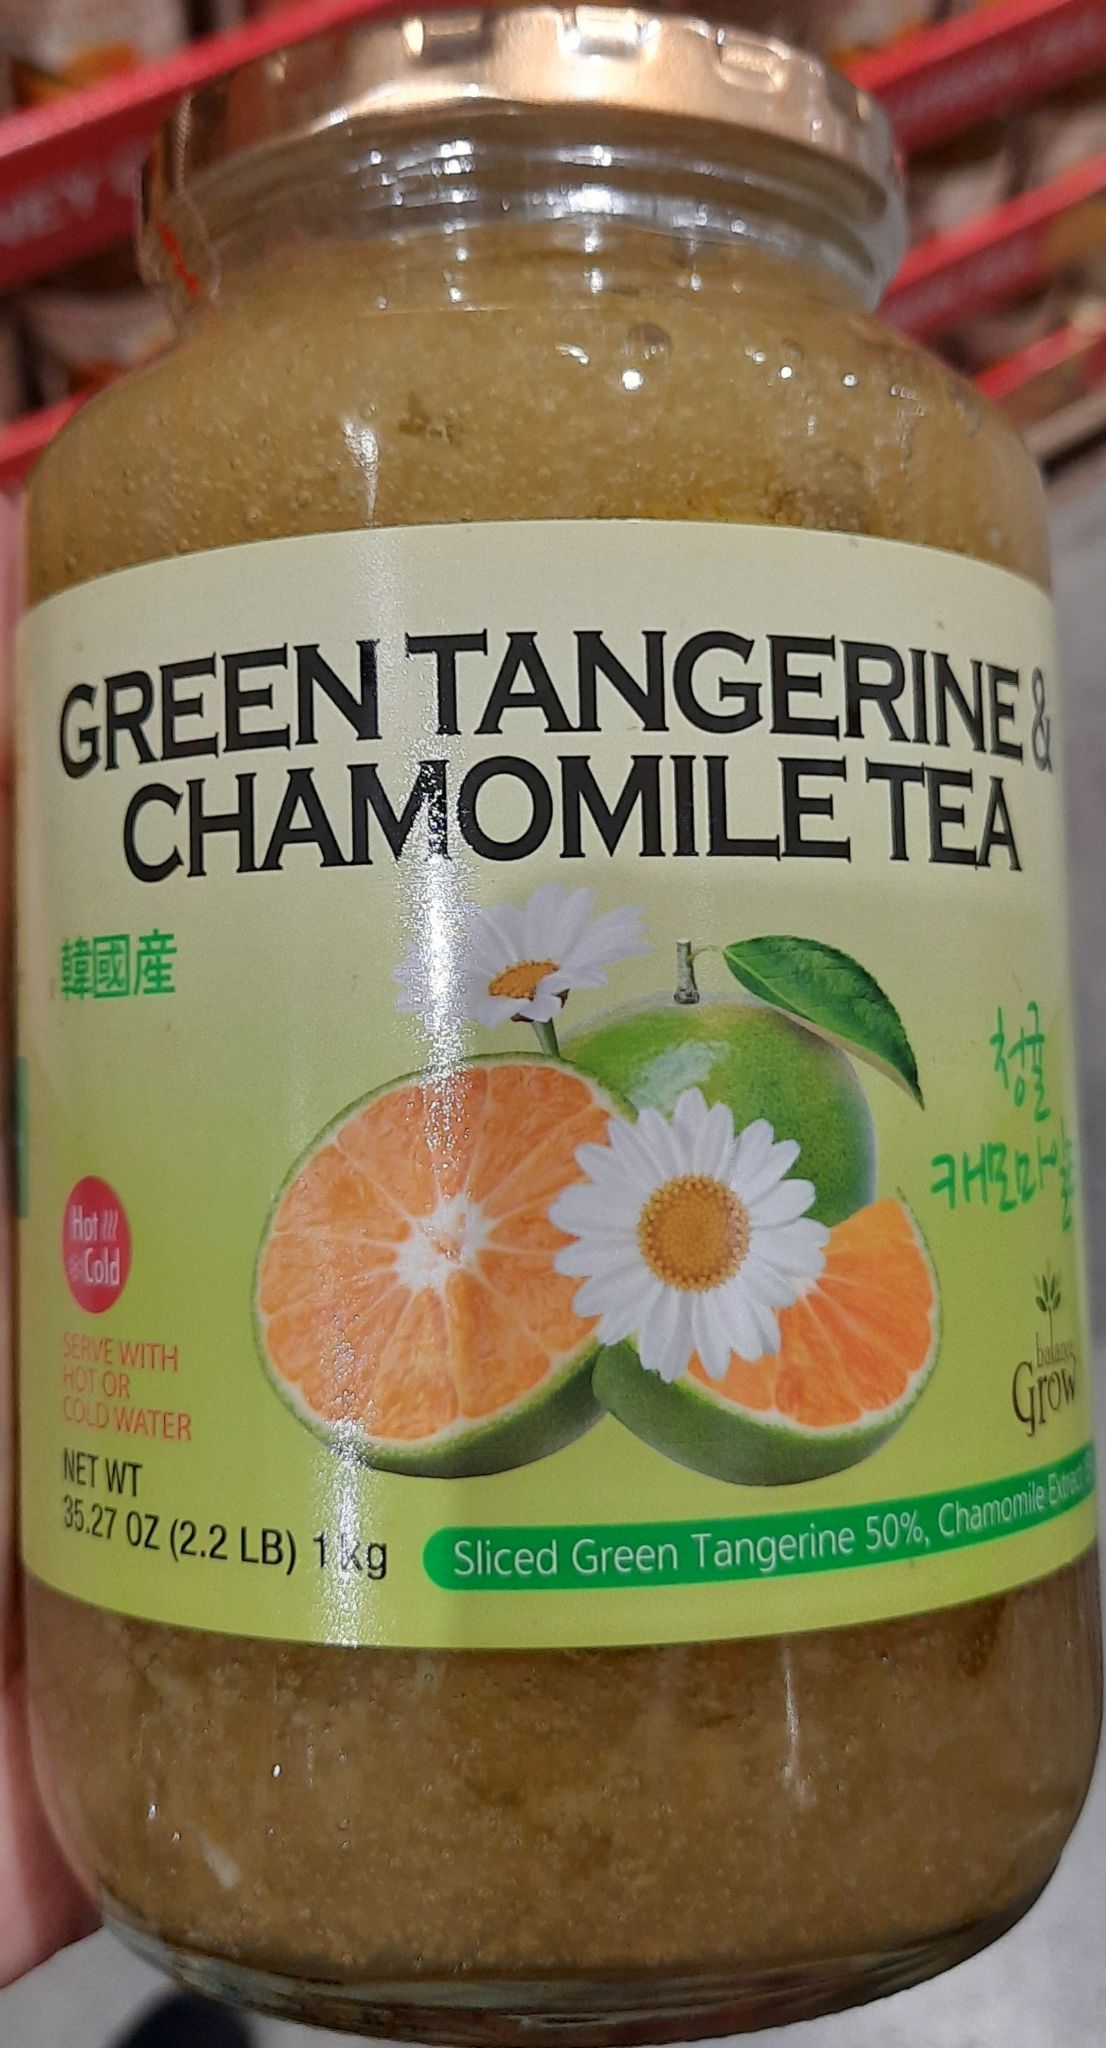 GREEN TANGERINE &
CHAMOMILE TEA
韓國産
청귤
캐모마일
Hot
Cold
SERVE WITH
HOT OR
COLD WATER
balance
Grow
NET WT
35.27 OZ (2.2 LB) 1 kg
Sliced Green Tangerine 50%, Chamomile Extract